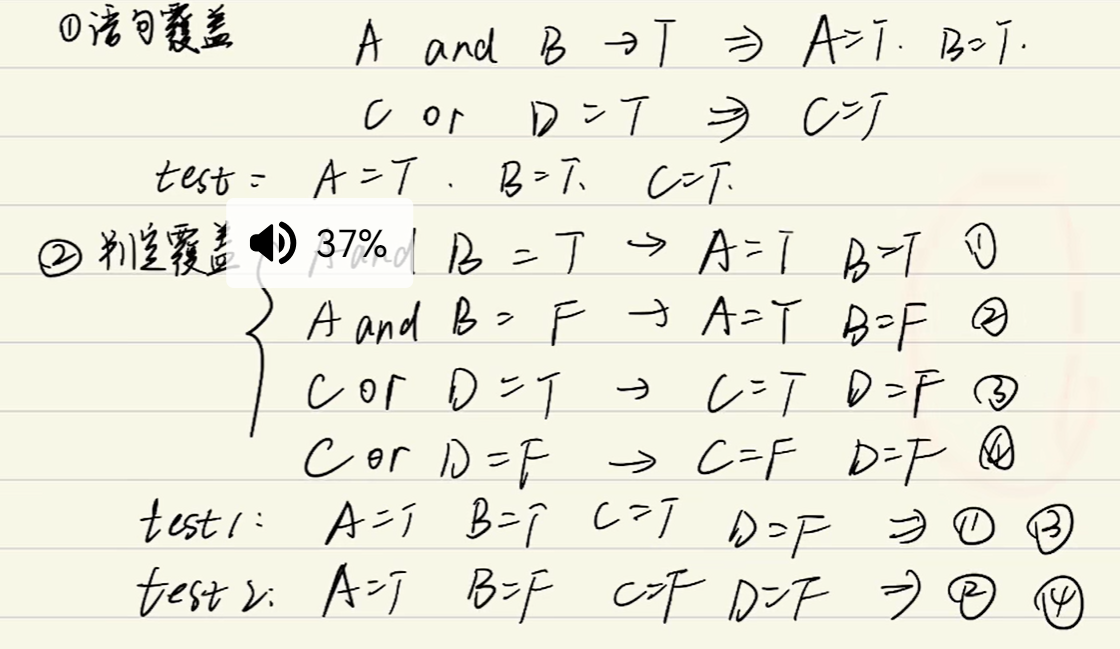 ①语句覆盖 A and B → T ⇒ A=T. B=T.
C or D = T ⇒ C=T
test: A=T. B=T、 C=T.
②判定覆盖 A and B = T → A=T B=T ①
37%
A and B = F → A=T B=F ②
C or D = T → C=T D=F ③
C or D = F → C=F D=F ④
test1: A=T B=T C=T D=F ⇒ ① ③
test2: A=T B=F C=F D=F ⇒ ② ④